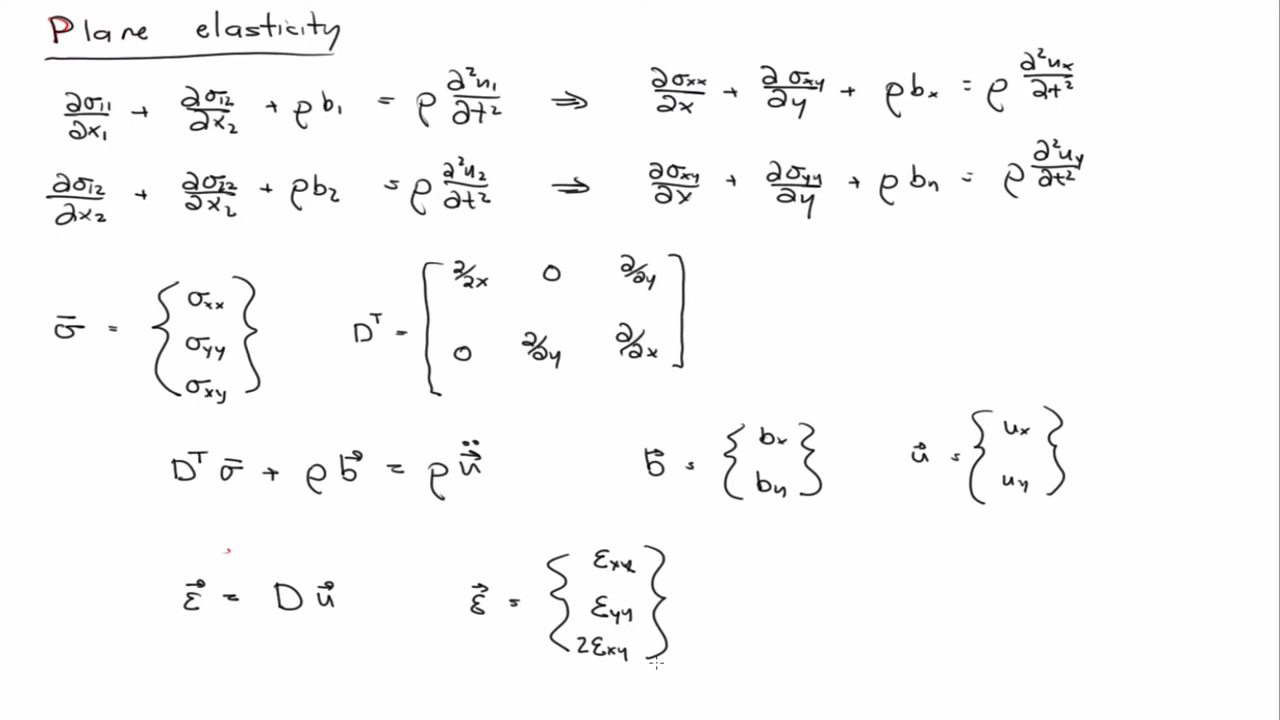 Plane elasticity
∂σ11/∂x1 + ∂σ12/∂x2 + ρb1 = ρ ∂²u1/∂t² ⇒ ∂σxx/∂x + ∂σxy/∂y + ρbx = ρ ∂²ux/∂t²
∂σ12/∂x2 + ∂σ22/∂x2 + ρb2 = ρ ∂²u2/∂t² ⇒ ∂σxy/∂x + ∂σyy/∂y + ρby = ρ ∂²uy/∂t²
σ̄ = { σxx σyy σxy } D^T = [ ∂/∂x 0 ∂/∂y ; 0 ∂/∂y ∂/∂x ]
D^T σ̄ + ρb⃗ = ρü⃗ b⃗ = { bx by } u⃗ = { ux uy }
ε⃗ = Du⃗ ε⃗ = { εxx εyy 2εxy }